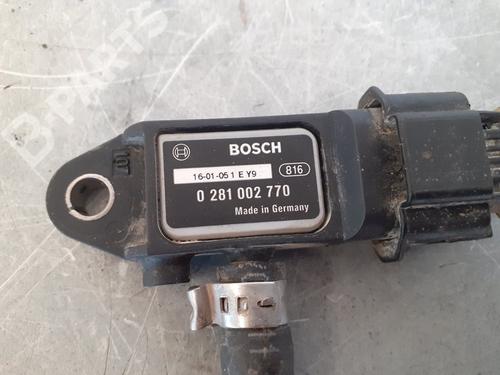 B-PARTS
BOSCH
16-01-05 1 E Y9
816
0 281 002 770
Made in Germany